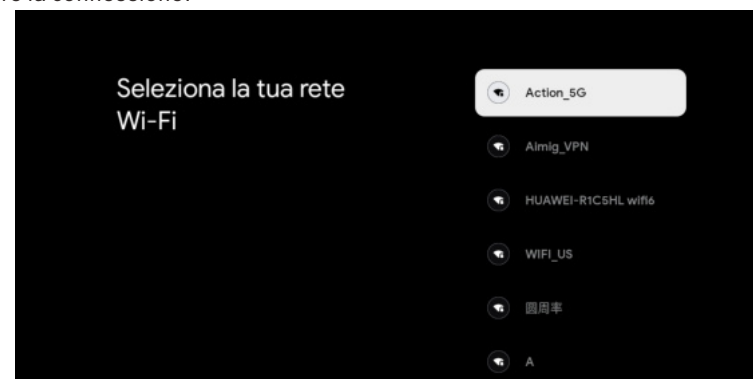 Seleziona la tua rete
Wi-Fi
Action_5G
Aimig_VPN
HUAWEI-R1C5HL wifi6
WIFI_US
圆周率
A